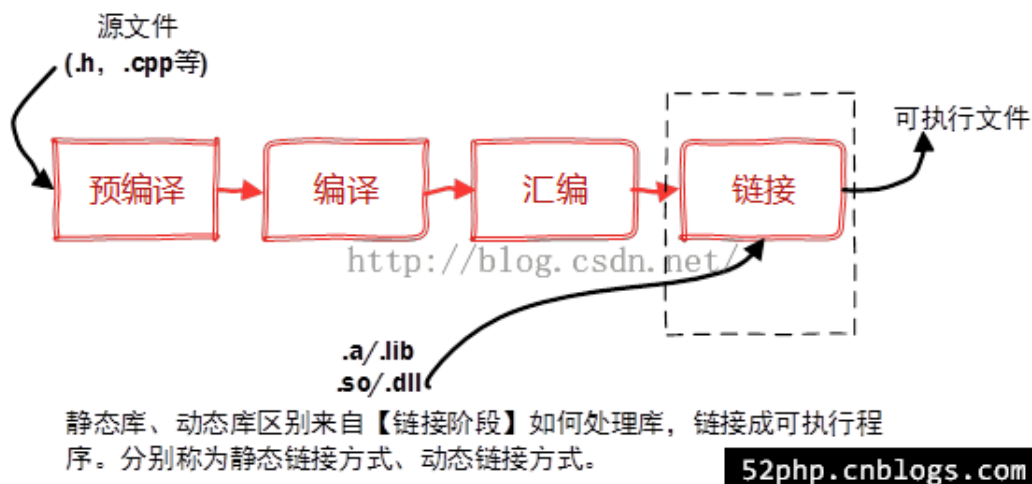 源文件
(.h，.cpp等)
可执行文件
预编译
编译
汇编
链接
http://blog.csdn.net/
.a/.lib
.so/.dll
静态库、动态库区别来自【链接阶段】如何处理库，链接成可执行程
序。分别称为静态链接方式、动态链接方式。
52php.cnblogs.com